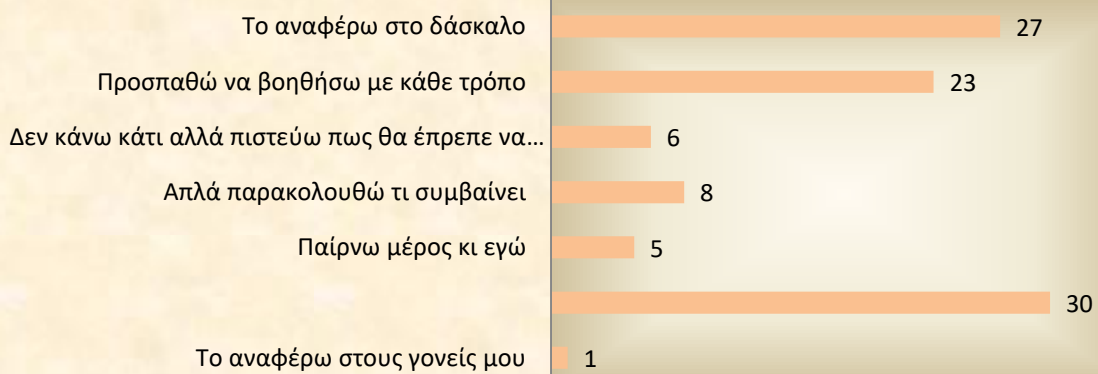 Το αναφέρω στο δάσκαλο 27
Προσπαθώ να βοηθήσω με κάθε τρόπο 23
Δεν κάνω κάτι αλλά πιστεύω πως θα έπρεπε να… 6
Απλά παρακολουθώ τι συμβαίνει 8
Παίρνω μέρος κι εγώ 5
30
Το αναφέρω στους γονείς μου 1